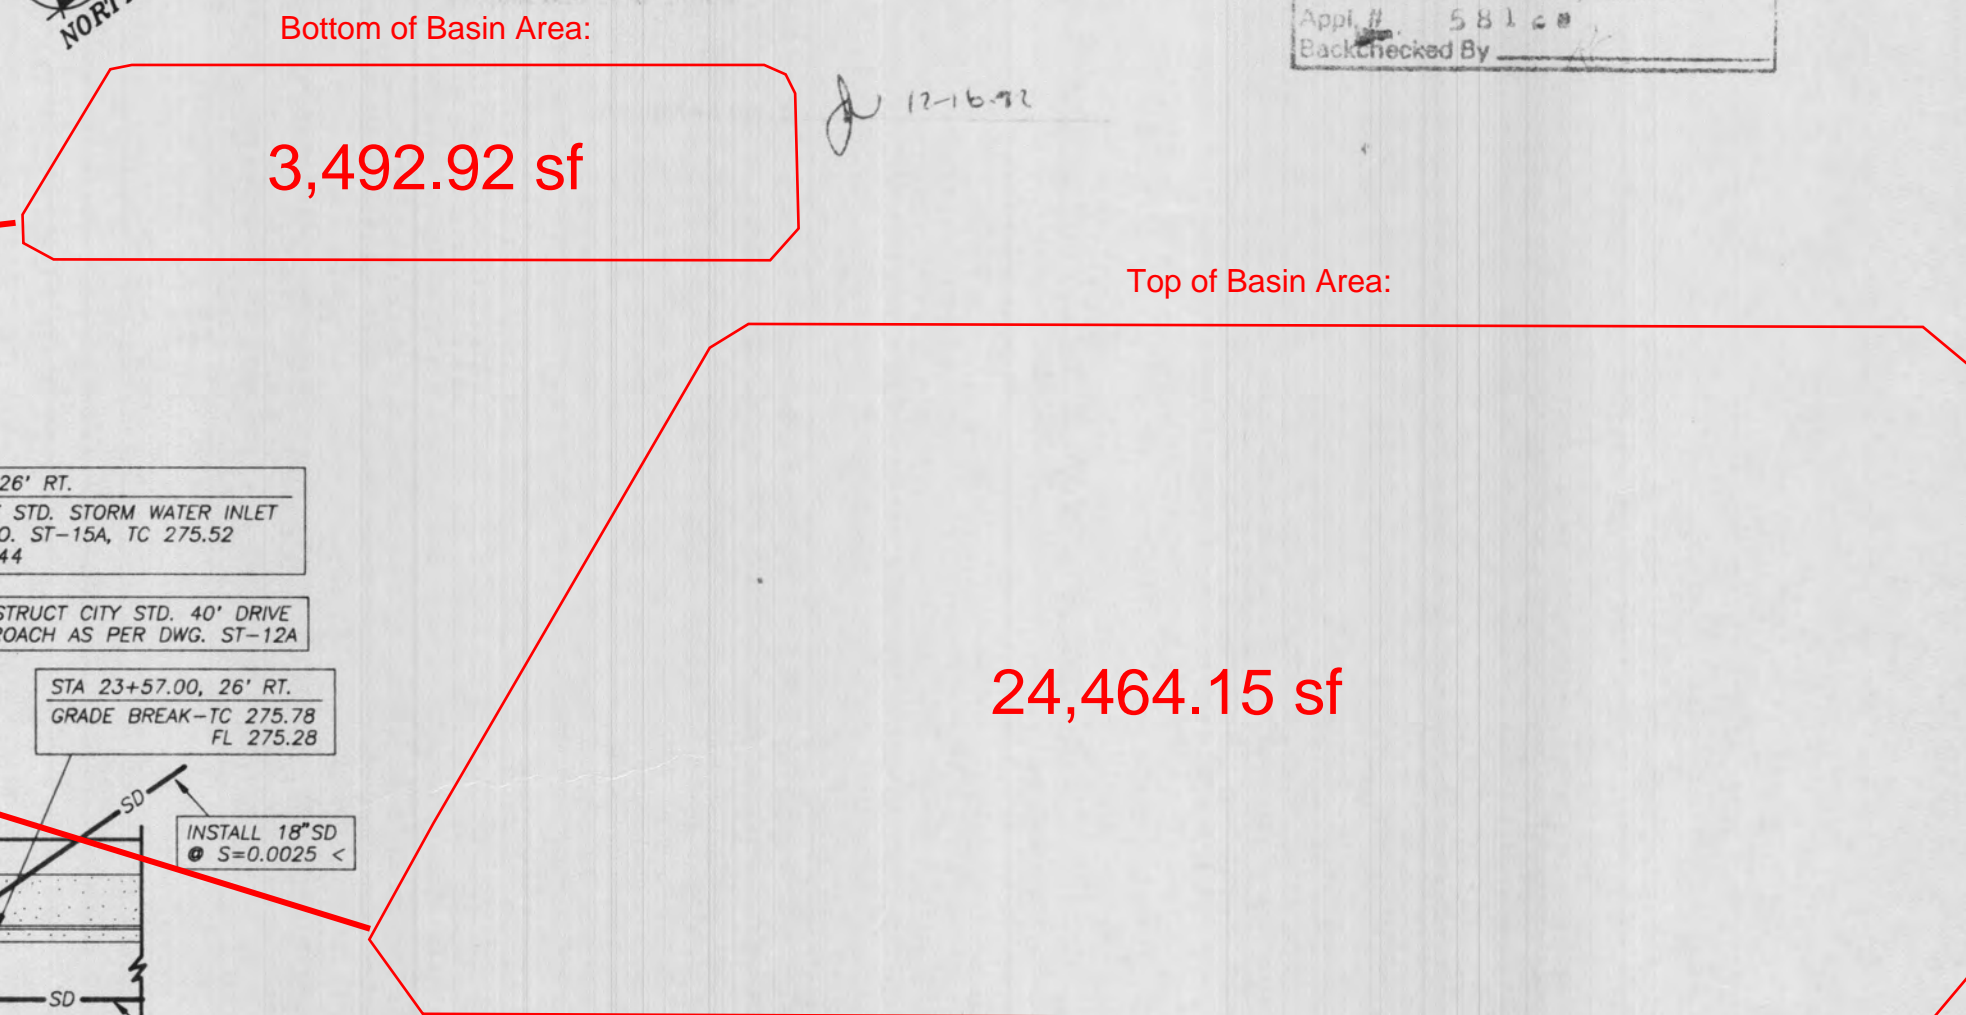 Bottom of Basin Area:
Appl. #
Backchecked By
3,492.92 sf
12-16-92
Top of Basin Area:
26' RT.
STD. STORM WATER INLET
O. ST-15A, TC 275.52
44
STRUCT CITY STD. 40' DRIVE
ROACH AS PER DWG. ST-12A
24,464.15 sf
STA 23+57.00, 26' RT.
GRADE BREAK-TC 275.78
FL 275.28
SD
INSTALL 18"SD
@ S=0.0025 <
SD